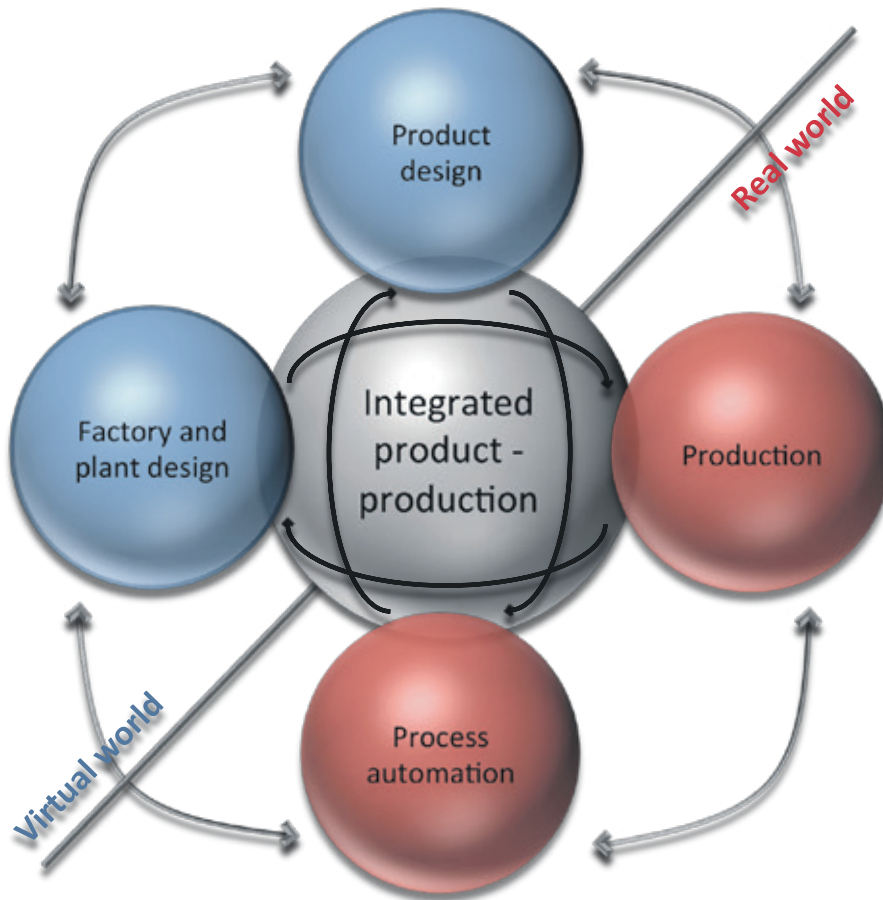 Product
design
Real world
Factory and
plant design
Integrated
product -
production
Production
Virtual world
Process
automation